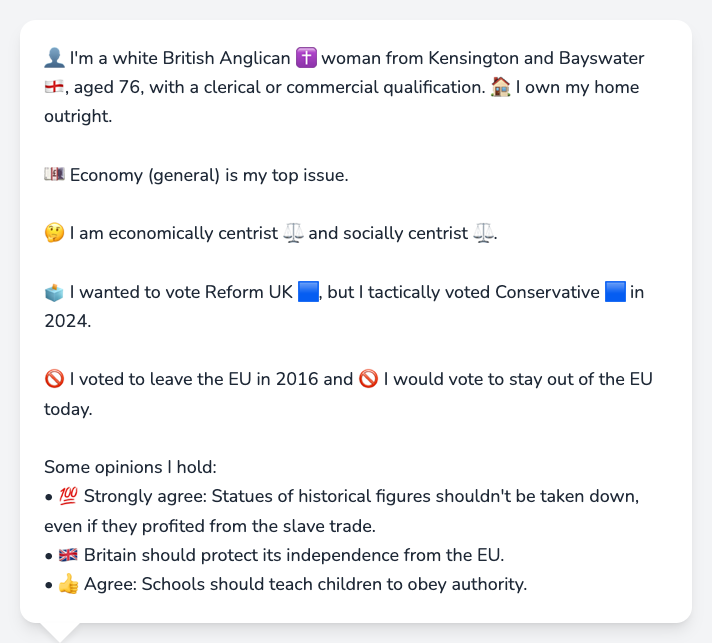 👤 I'm a white British Anglican ✝️ woman from Kensington and Bayswater
🏴󠁧󠁢󠁥󠁮󠁧󠁿, aged 76, with a clerical or commercial qualification. 🏠 I own my home
outright.
💷 Economy (general) is my top issue.
🤔 I am economically centrist ⚖️ and socially centrist ⚖️.
🗳️ I wanted to vote Reform UK 🟦, but I tactically voted Conservative 🟦 in
2024.
🚫 I voted to leave the EU in 2016 and 🚫 I would vote to stay out of the EU
today.
Some opinions I hold:
• 💯 Strongly agree: Statues of historical figures shouldn't be taken down,
even if they profited from the slave trade.
• 🇬🇧 Britain should protect its independence from the EU.
• 👍 Agree: Schools should teach children to obey authority.